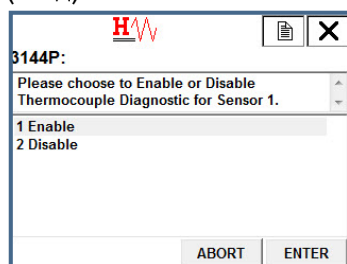 H
3144P:
Please choose to Enable or Disable
Thermocouple Diagnostic for Sensor 1.
1 Enable
2 Disable
ABORT
ENTER